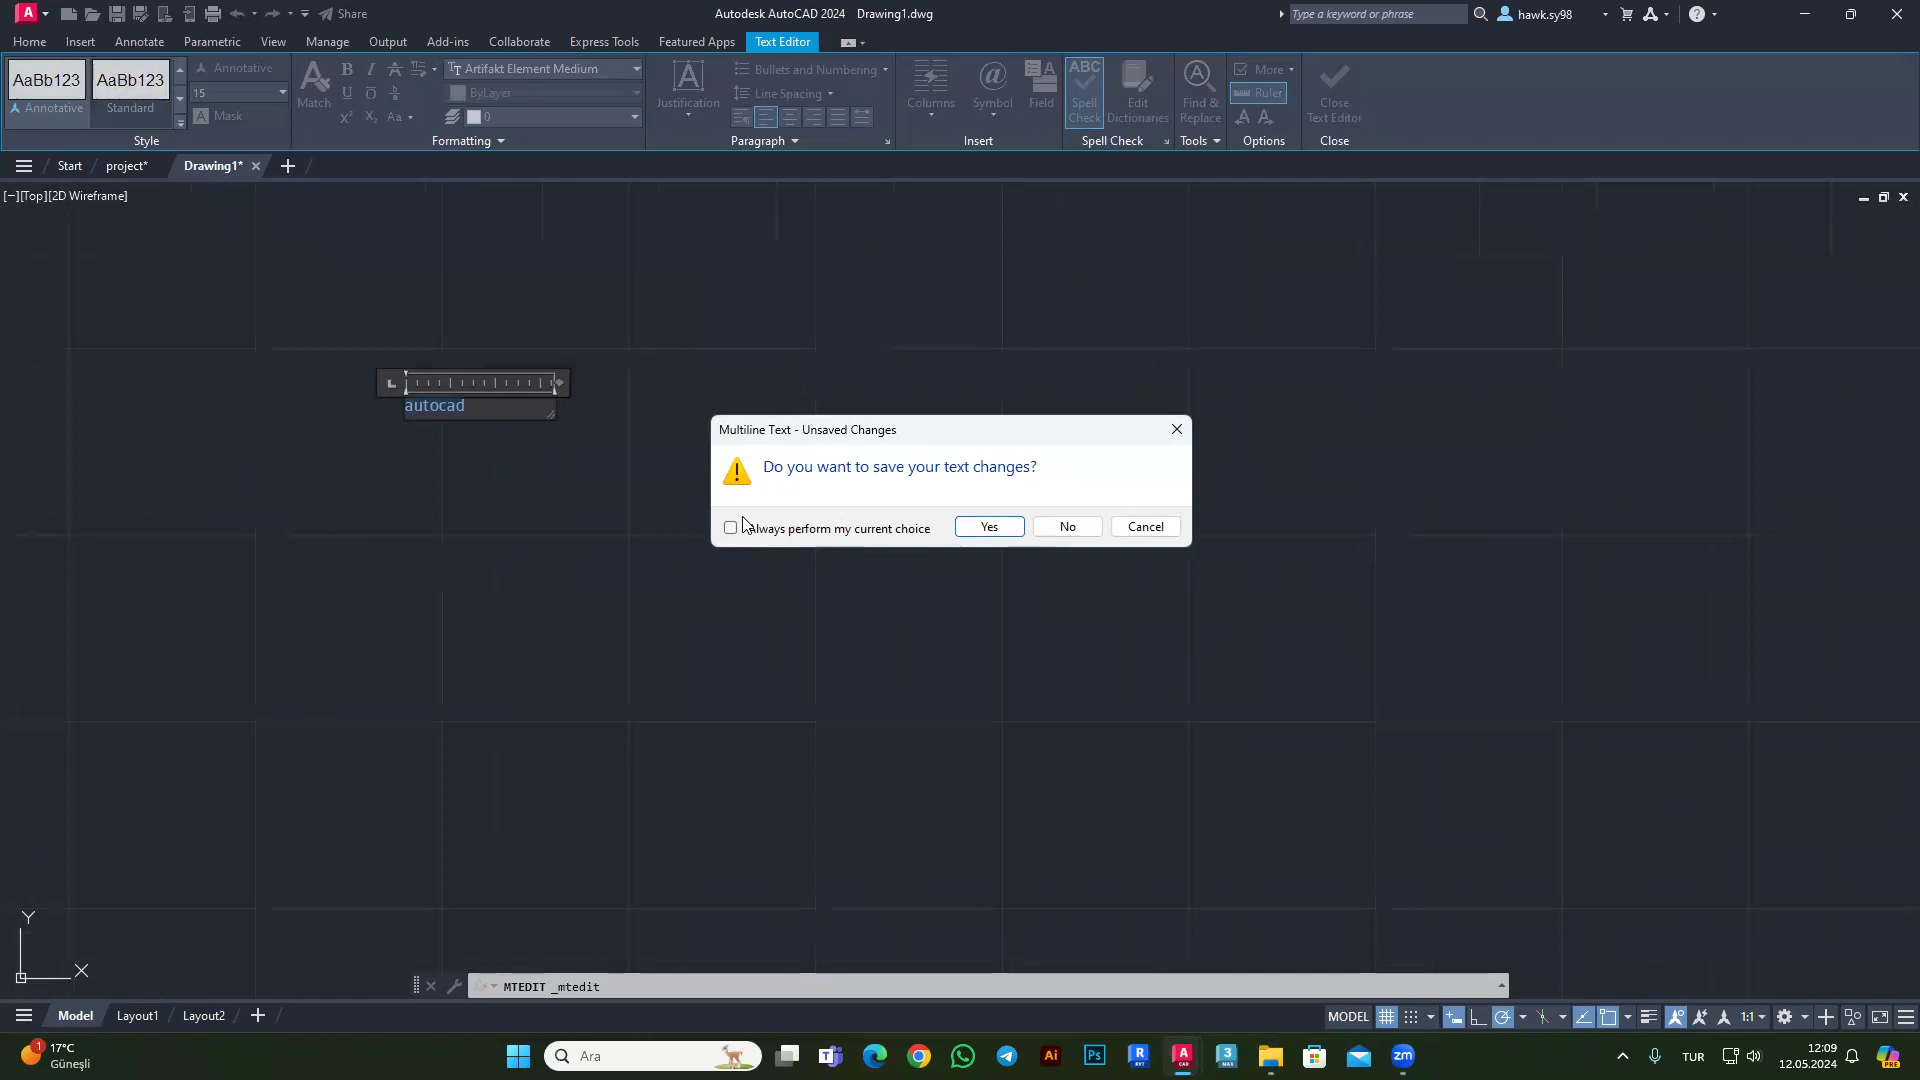 Share
Autodesk AutoCAD 2024 Drawing1.dwg
Type a keyword or phrase
hawk.sy98
Home Insert Annotate Parametric View Manage Output Add-ins Collaborate Express Tools Featured Apps Text Editor
AaBb123 AaBb123
Annotative Standard
Annotative
15
Mask
Style
Match
Artifakt Element Medium
ByLayer
0
Formatting
Justification
Bullets and Numbering
Line Spacing
Paragraph
Columns
Symbol
Field
Insert
ABC
Spell Check
Edit Dictionaries
Spell Check
Find & Replace
Tools
More
Ruler
Options
Close Text Editor
Close
Start project* Drawing1*
[−][Top][2D Wireframe]
autocad
Multiline Text - Unsaved Changes
Do you want to save your text changes?
lways perform my current choice
Yes No Cancel
Y
X
MTEDIT _mtedit
Model Layout1 Layout2
MODEL
1:1
1
17°C
Güneşli
Ara
TUR
12:09
12.05.2024